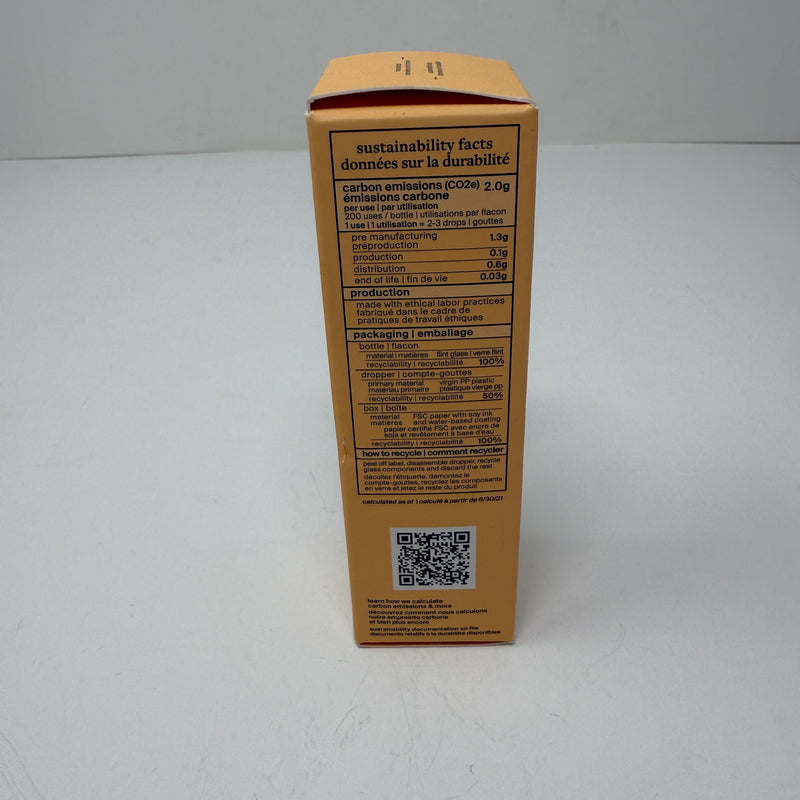 sustainability facts
données sur la durabilité
carbon emissions (CO2e) 2.0g
émissions carbone
per use | par utilisation
200 uses / bottle | utilisations par flacon
1 use | 1 utilisation = 2-3 drops | gouttes
pre manufacturing 1.3g
préproduction
production 0.1g
distribution 0.6g
end of life | fin de vie 0.03g
production
made with ethical labor practices
fabriqué dans le cadre de
pratiques de travail éthiques
packaging | emballage
bottle | flacon
material | matières flint glass | verre flint
recyclability | recyclabilité 100%
dropper | compte-gouttes
primary material virgin PP plastic
matériau primaire plastique vierge pp
recyclability | recyclabilité 50%
box | boîte
material FSC paper with soy ink
matières and water-based coating
papier certifié FSC avec encre de
soja et revêtement à base d'eau
recyclability | recyclabilité 100%
how to recycle | comment recycler
peel off label, disassemble dropper, recycle
glass components and discard the rest
décollez l'étiquette, démontez le
compte-gouttes, recyclez les composants
en verre et jetez le reste du produit
calculated as of | calculé à partir de 6/30/21
learn how we calculate
carbon emissions & more
découvrez comment nous calculons
notre empreinte carbone
et bien plus encore
sustainability documentation on file
documents relatifs à la durabilité disponibles